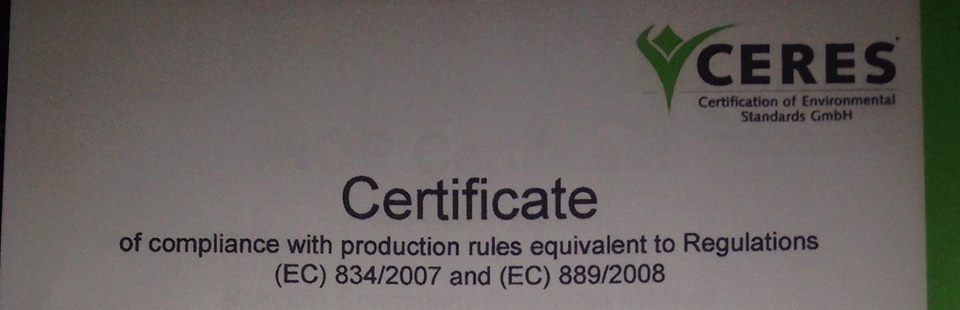 CERES
Certification of Environmental
Standards GmbH
Certificate
of compliance with production rules equivalent to Regulations
(EC) 834/2007 and (EC) 889/2008